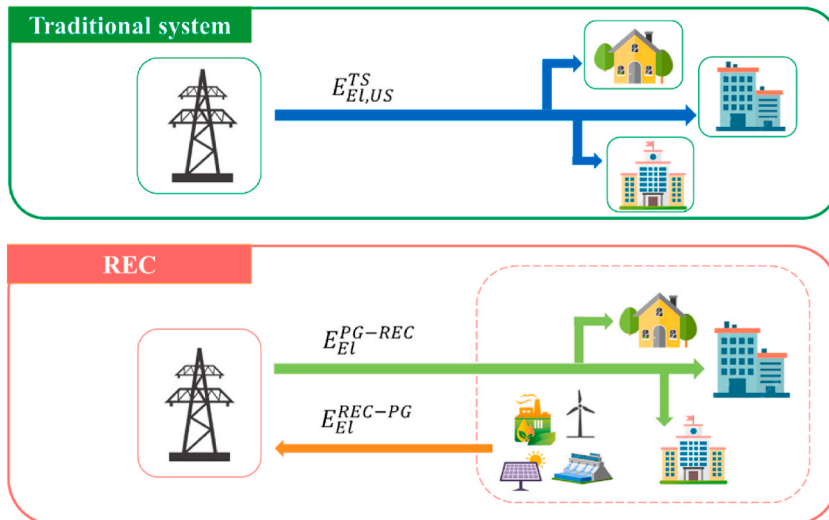 Traditional system
E_{El,US}^{TS}
REC
E_{El}^{PG-REC}
E_{El}^{REC-PG}